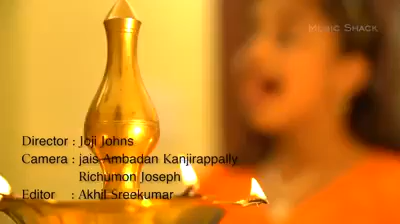 Music Shack
Director : Joji Johns
Camera : jais Ambadan Kanjirappally
Richumon Joseph
Editor : Akhil Sreekumar